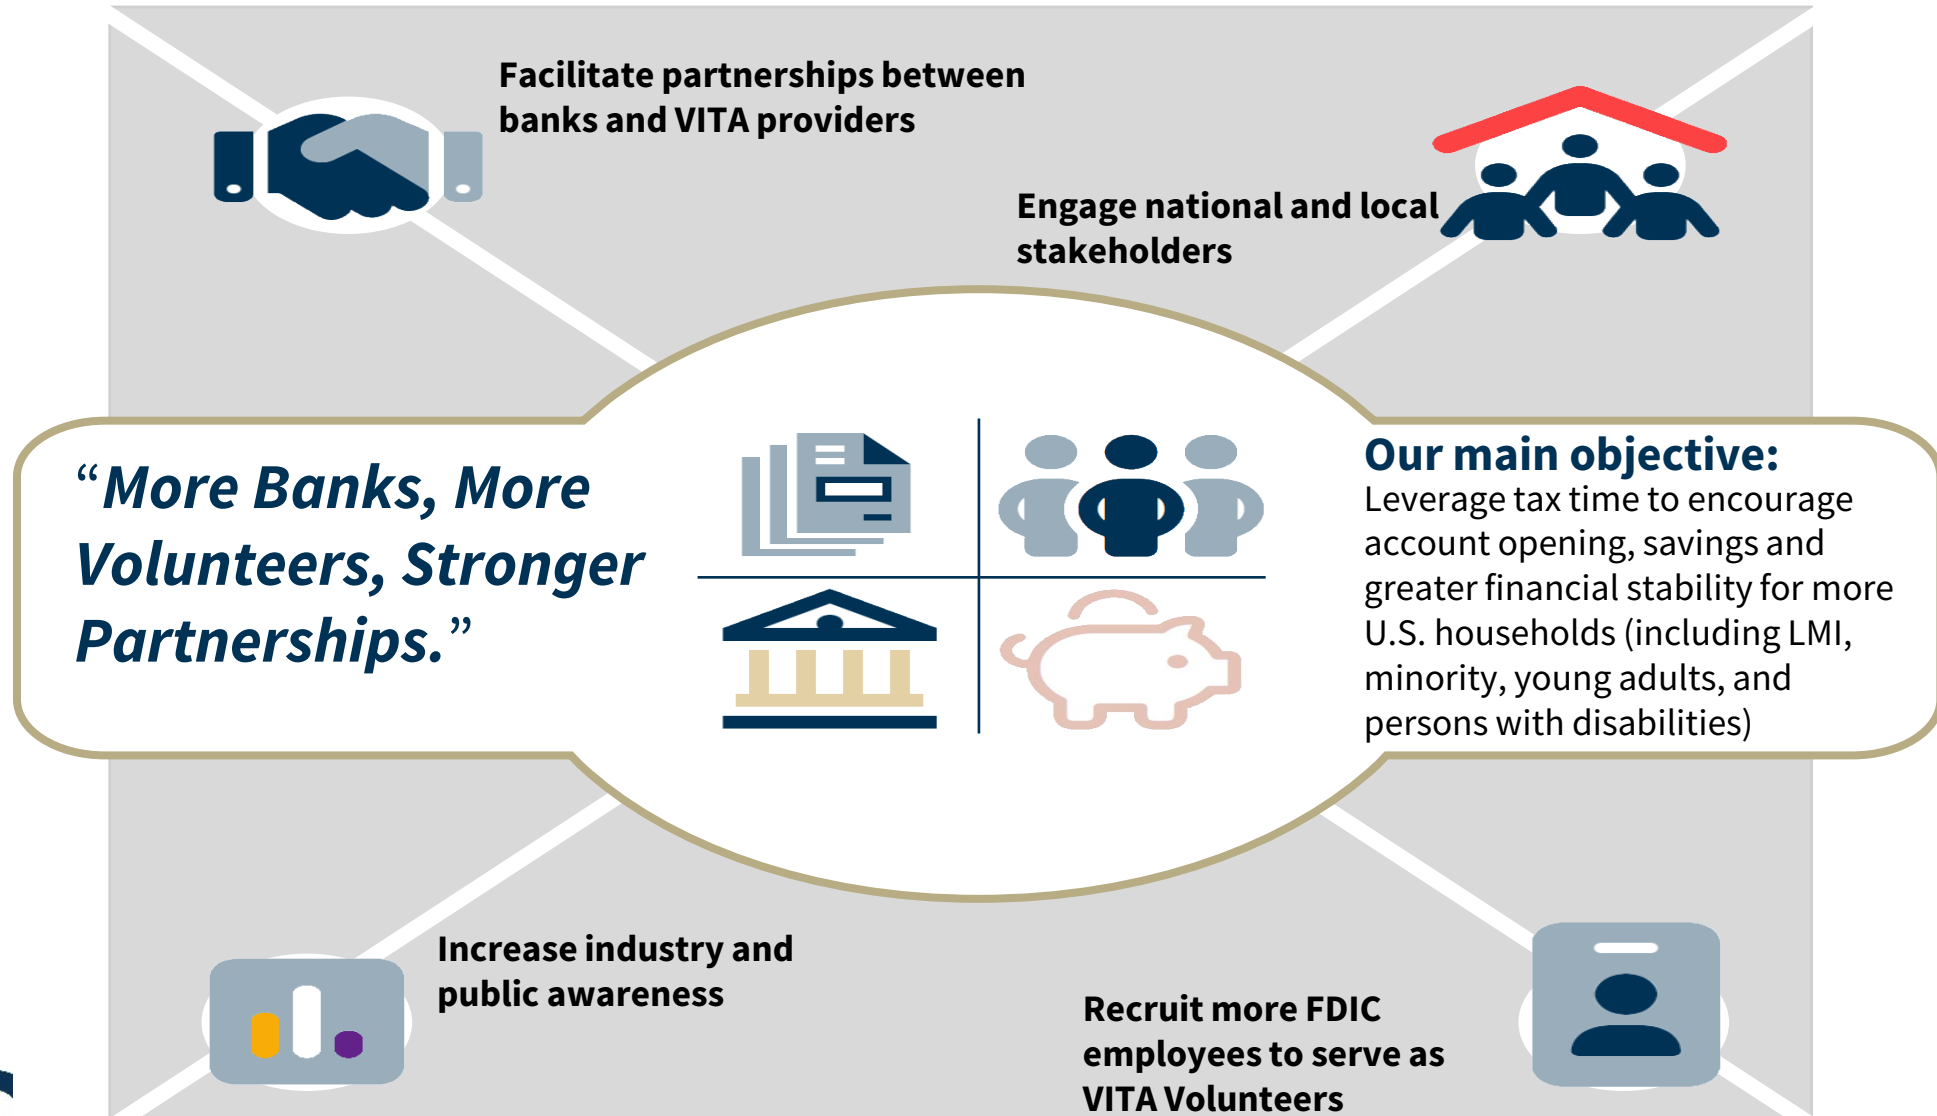 Facilitate partnerships between
banks and VITA providers
Engage national and local
stakeholders
“More Banks, More
Volunteers, Stronger
Partnerships.”
Our main objective:
Leverage tax time to encourage
account opening, savings and
greater financial stability for more
U.S. households (including LMI,
minority, young adults, and
persons with disabilities)
Increase industry and
public awareness
Recruit more FDIC
employees to serve as
VITA Volunteers